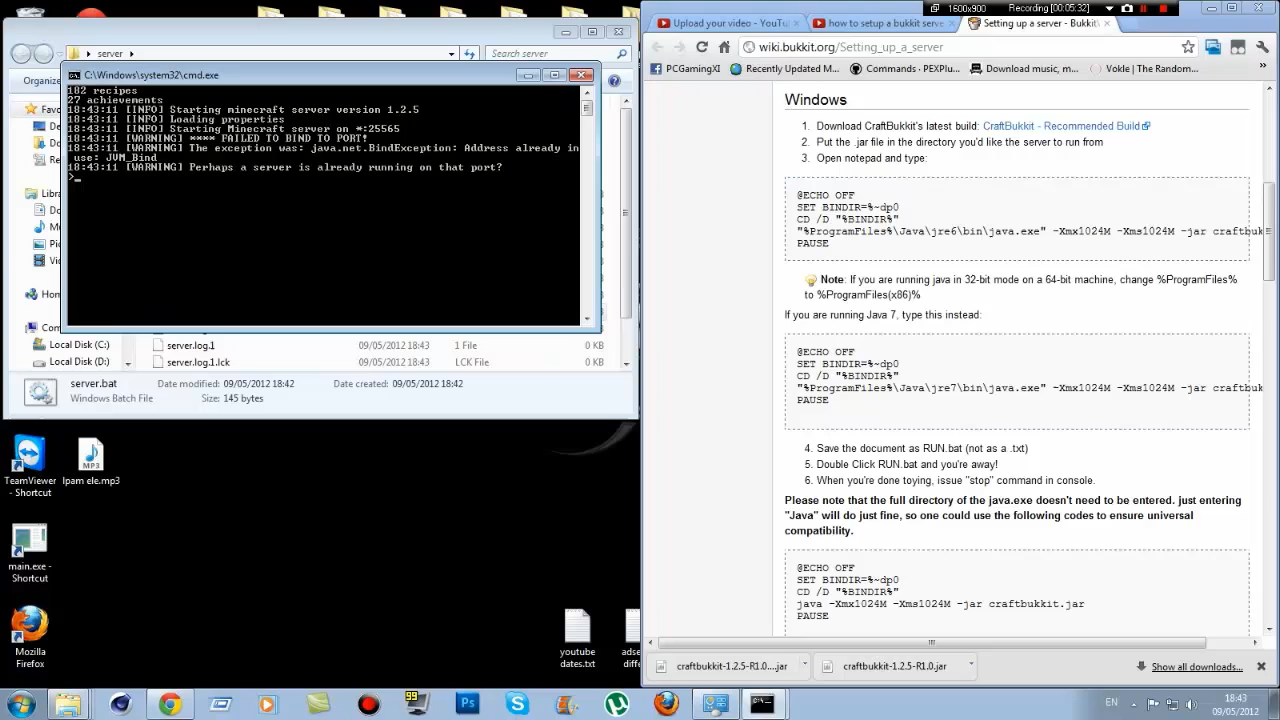 1600x900
Recording [00:05:32]
Upload your video - YouTu
how to setup a bukkit serve
Setting up a server - Bukkit
wiki.bukkit.org/Setting_up_a_server
PCGamingXI
Recently Updated M...
Commands : PEXPlu...
Download music, m...
Vokle | The Random...
server
Search server
Organiz
C:\Windows\system32\cmd.exe
182 recipes
27 achievements
18:43:11 [INFO] Starting minecraft server version 1.2.5
18:43:11 [INFO] Loading properties
18:43:11 [INFO] Starting Minecraft server on *:25565
18:43:11 [WARNING] **** FAILED TO BIND TO PORT!
18:43:11 [WARNING] The exception was: java.net.BindException: Address already in
use: JVM_Bind
18:43:11 [WARNING] Perhaps a server is already running on that port?
>_
Favo
De
Do
Re
Libra
Do
M
Pic
Vi
Hom
Com
Local Disk (C:)
Local Disk (D:)
server.log.1
09/05/2012 18:43
1 File
0 KB
server.log.1.lck
09/05/2012 18:43
LCK File
0 KB
server.bat
Date modified: 09/05/2012 18:42
Date created: 09/05/2012 18:42
Windows Batch File
Size: 145 bytes
Windows
1. Download CraftBukkit's latest build: CraftBukkit - Recommended Build
2. Put the .jar file in the directory you'd like the server to run from
3. Open notepad and type:
@ECHO OFF
SET BINDIR=%~dp0
CD /D "%BINDIR%"
"%ProgramFiles%\Java\jre6\bin\java.exe" -Xmx1024M -Xms1024M -jar craftbuk
PAUSE
Note: If you are running java in 32-bit mode on a 64-bit machine, change %ProgramFiles%
to %ProgramFiles(x86)%
If you are running Java 7, type this instead:
@ECHO OFF
SET BINDIR=%~dp0
CD /D "%BINDIR%"
"%ProgramFiles%\Java\jre7\bin\java.exe" -Xmx1024M -Xms1024M -jar craftbuk
PAUSE
4. Save the document as RUN.bat (not as a .txt)
5. Double Click RUN.bat and you're away!
6. When you're done toying, issue "stop" command in console.
Please note that the full directory of the java.exe doesn't need to be entered. just entering
"Java" will do just fine, so one could use the following codes to ensure universal
compatibility.
@ECHO OFF
SET BINDIR=%~dp0
CD /D "%BINDIR%"
java -Xmx1024M -Xms1024M -jar craftbukkit.jar
PAUSE
craftbukkit-1.2.5-R1.0....jar
craftbukkit-1.2.5-R1.0.jar
Show all downloads...
TeamViewer
- Shortcut
MP3
Ipam ele.mp3
main.exe -
Shortcut
Mozilla
Firefox
youtube
dates.txt
adse
diffe
99
Ps
EN
18:43
09/05/2012